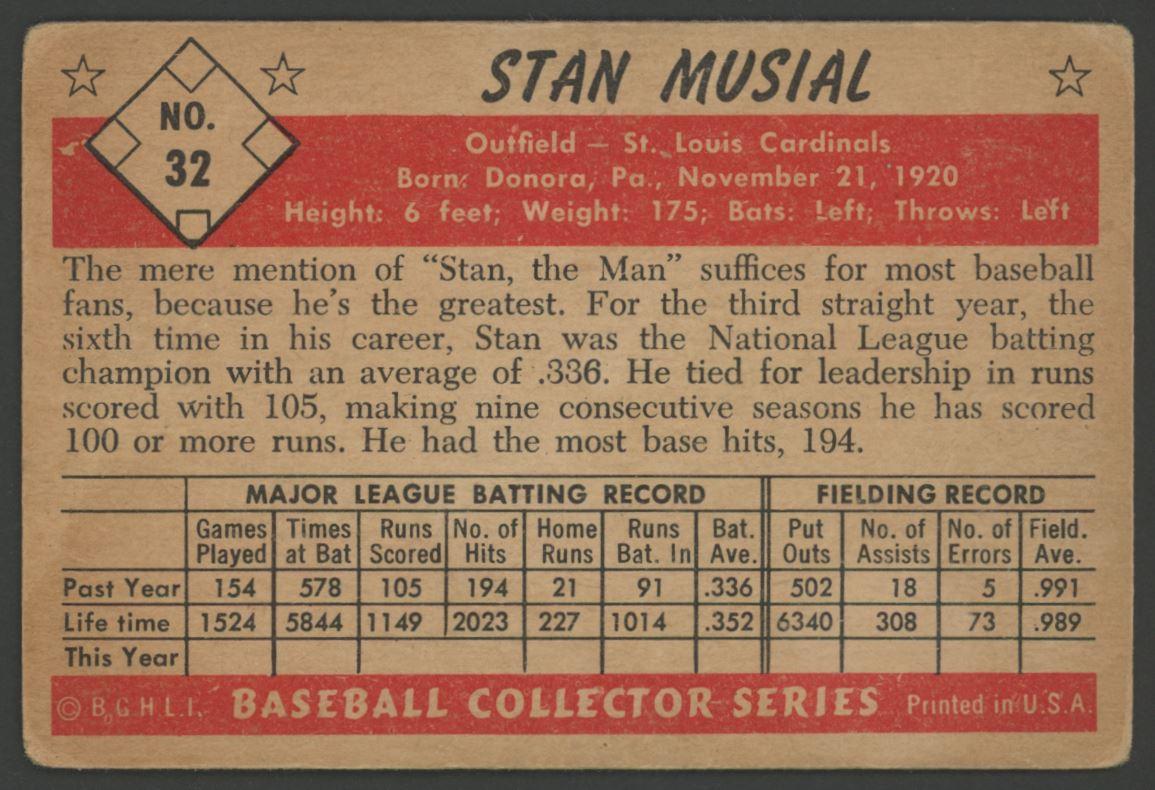 NO.
32
STAN MUSIAL
Outfield — St. Louis Cardinals
Born: Donora, Pa., November 21, 1920
Height: 6 feet; Weight: 175; Bats: Left; Throws: Left
The mere mention of “Stan, the Man” suffices for most baseball
fans, because he’s the greatest. For the third straight year, the
sixth time in his career, Stan was the National League batting
champion with an average of .336. He tied for leadership in runs
scored with 105, making nine consecutive seasons he has scored
100 or more runs. He had the most base hits, 194.
MAJOR LEAGUE BATTING RECORD FIELDING RECORD
Games Times Runs No. of Home Runs Bat. Put No. of No. of Field.
Played at Bat Scored Hits Runs Bat. In Ave. Outs Assists Errors Ave.
Past Year 154 578 105 194 21 91 .336 502 18 5 .991
Life time 1524 5844 1149 2023 227 1014 .352 6340 308 73 .989
This Year
© B.G.H.L.I. BASEBALL COLLECTOR SERIES Printed in U.S.A.